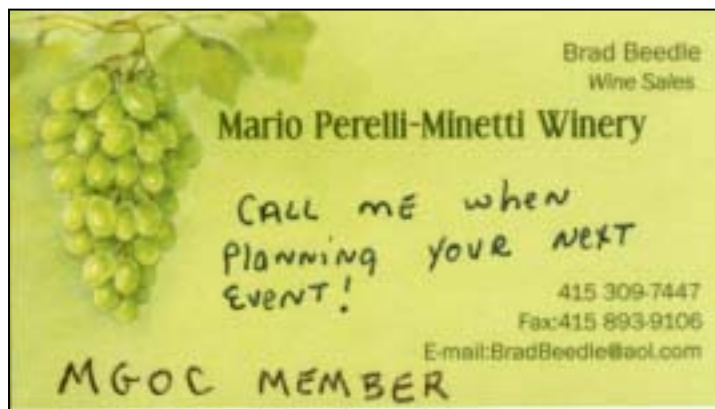 Brad Beedle
Wine Sales
Mario Perelli-Minetti Winery
CALL ME when
PlANNiNg YOUR NEXT
EVENT!
415 309-7447
Fax:415 893-9106
E-mail:BradBeedle@aol.com
MGOC MEMBER